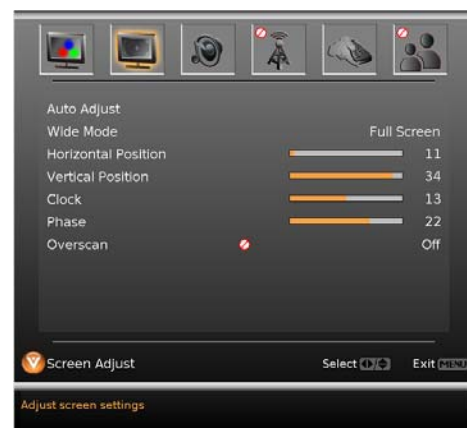 Auto Adjust
Wide Mode Full Screen
Horizontal Position 11
Vertical Position 34
Clock 13
Phase 22
Overscan Off
V Screen Adjust Select Exit MENU
Adjust screen settings